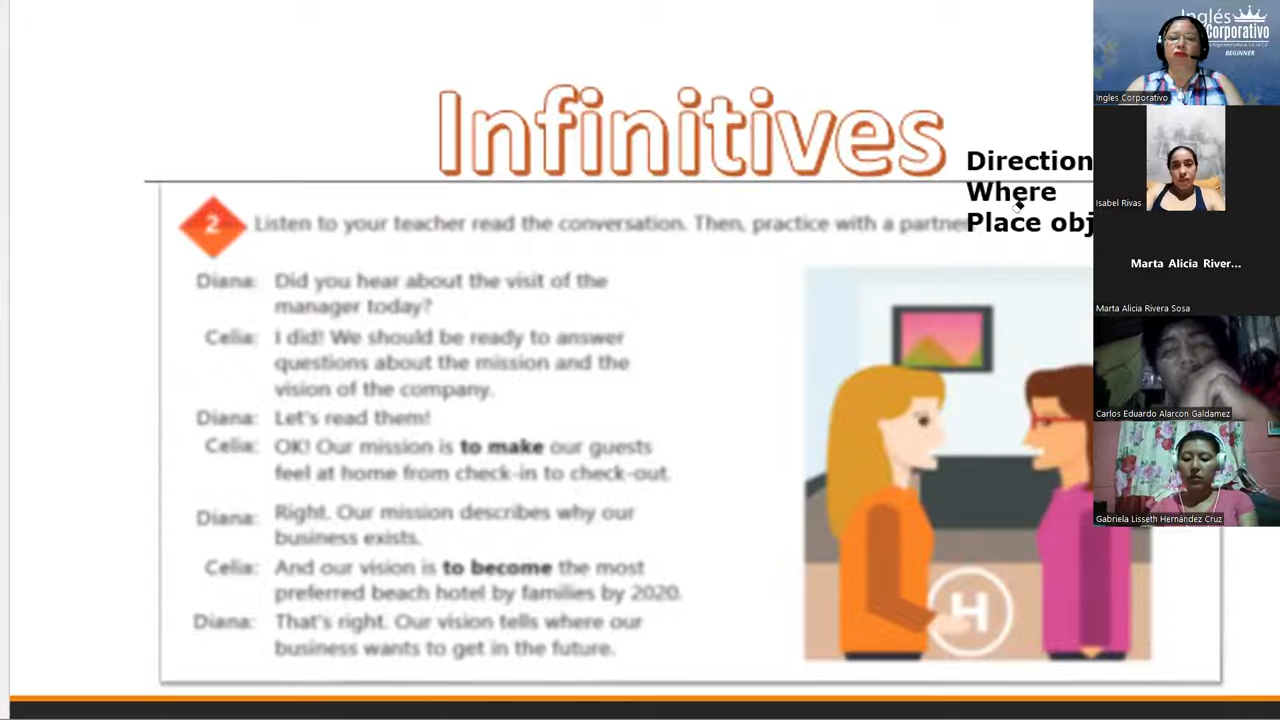 Infinitives
Direction
Where
Place obj
2
Listen to your teacher read the conversation. Then, practice with a partner
Diana: Did you hear about the visit of the
manager today?
Celia: I did! We should be ready to answer
questions about the mission and the
vision of the company.
Diana: Let's read them!
Celia: OK! Our mission is to make our guests
feel at home from check-in to check-out.
Diana: Right. Our mission describes why our
business exists.
Celia: And our vision is to become the most
preferred beach hotel by families by 2020.
Diana: That's right. Our vision tells where our
business wants to get in the future.
H
Inglés
Corporativo
BEGINNER
Ingles Corporativo
Isabel Rivas
Marta Alicia River...
Marta Alicia Rivera Sosa
Carlos Eduardo Alarcon Galdamez
Gabriela Lisseth Hernández Cruz